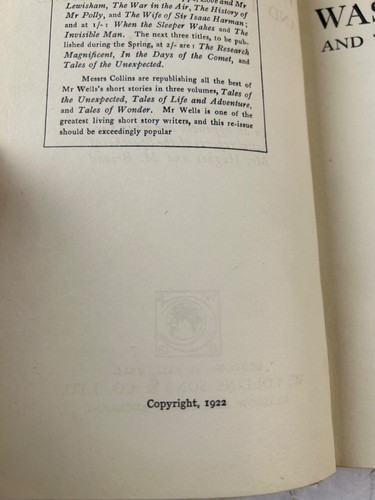 Lewisham, The War in the Air, The History of
Mr Polly, and The Wife of Sir Isaac Harman:
and at 1/-: When the Sleeper Wakes and The
Invisible Man. The next three titles, to be pub-
lished during the Spring, at 2/- are: The Research
Magnificent, In the Days of the Comet, and
Tales of the Unexpected.
Messrs Collins are republishing all the best of
Mr Wells's short stories in three volumes, Tales of
the Unexpected, Tales of Life and Adventure,
and Tales of Wonder. Mr Wells is one of the
greatest living short story writers, and this re-issue
should be exceedingly popular
Copyright, 1922
WAS
AND